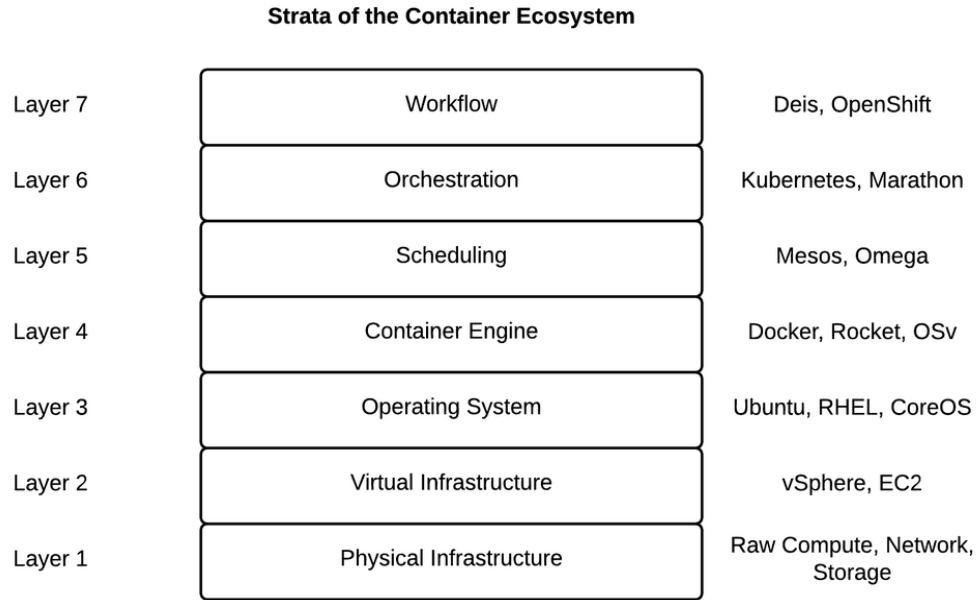 Strata of the Container Ecosystem
Layer 7 Workflow Deis, OpenShift
Layer 6 Orchestration Kubernetes, Marathon
Layer 5 Scheduling Mesos, Omega
Layer 4 Container Engine Docker, Rocket, OSv
Layer 3 Operating System Ubuntu, RHEL, CoreOS
Layer 2 Virtual Infrastructure vSphere, EC2
Layer 1 Physical Infrastructure Raw Compute, Network,
Storage